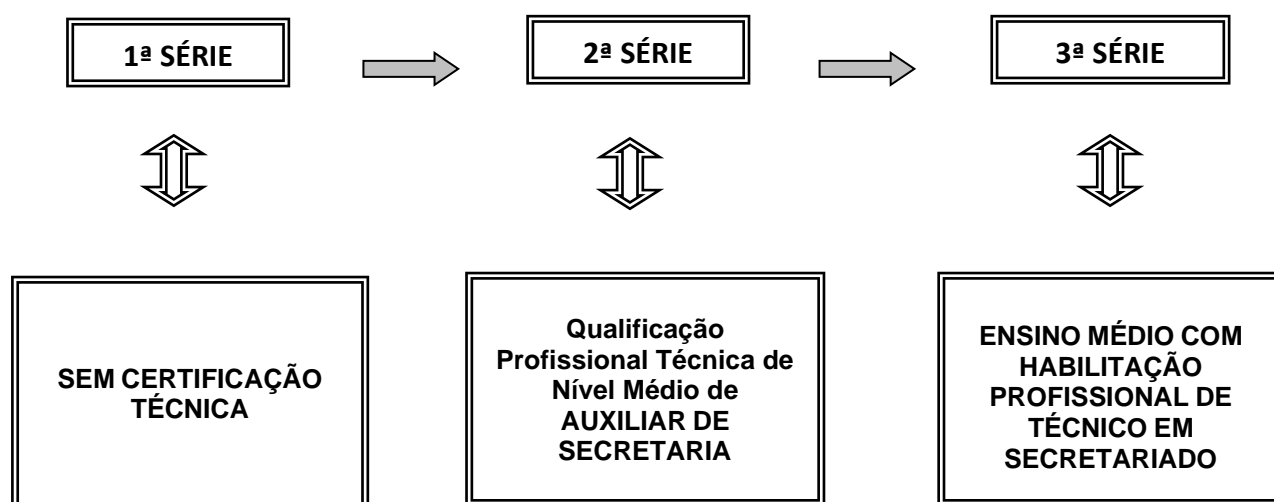 1ª SÉRIE
2ª SÉRIE
3ª SÉRIE
SEM CERTIFICAÇÃO
TÉCNICA
Qualificação
Profissional Técnica de
Nível Médio de
AUXILIAR DE
SECRETARIA
ENSINO MÉDIO COM
HABILITAÇÃO
PROFISSIONAL DE
TÉCNICO EM
SECRETARIADO